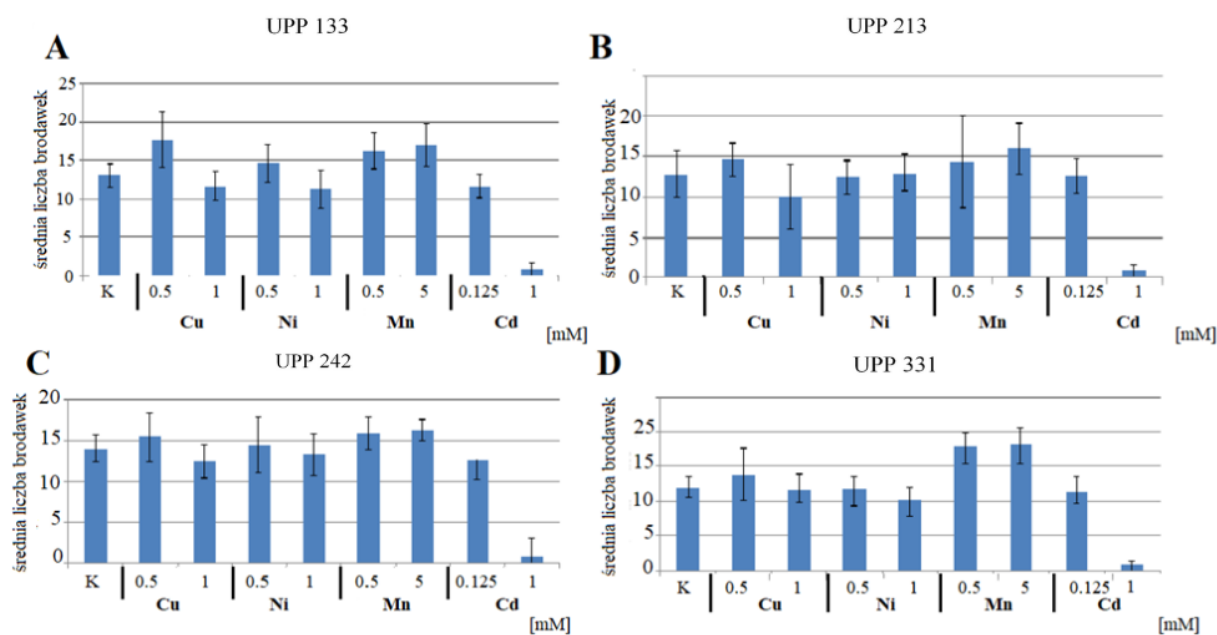 UPP 133
A
średnia liczba brodawek
25
20
15
10
5
0
K 0.5 1 0.5 1 0.5 5 0.125 1
Cu Ni Mn Cd
[mM]
UPP 213
B
średnia liczba brodawek
20
15
10
5
0
K 0.5 1 0.5 1 0.5 5 0.125 1
Cu Ni Mn Cd
[mM]
UPP 242
C
średnia liczba brodawek
20
15
10
5
0
K 0.5 1 0.5 1 0.5 5 0.125 1
Cu Ni Mn Cd
[mM]
UPP 331
D
średnia liczba brodawek
25
15
10
5
0
K 0.5 1 0.5 1 0.5 5 0.125 1
Cu Ni Mn Cd
[mM]